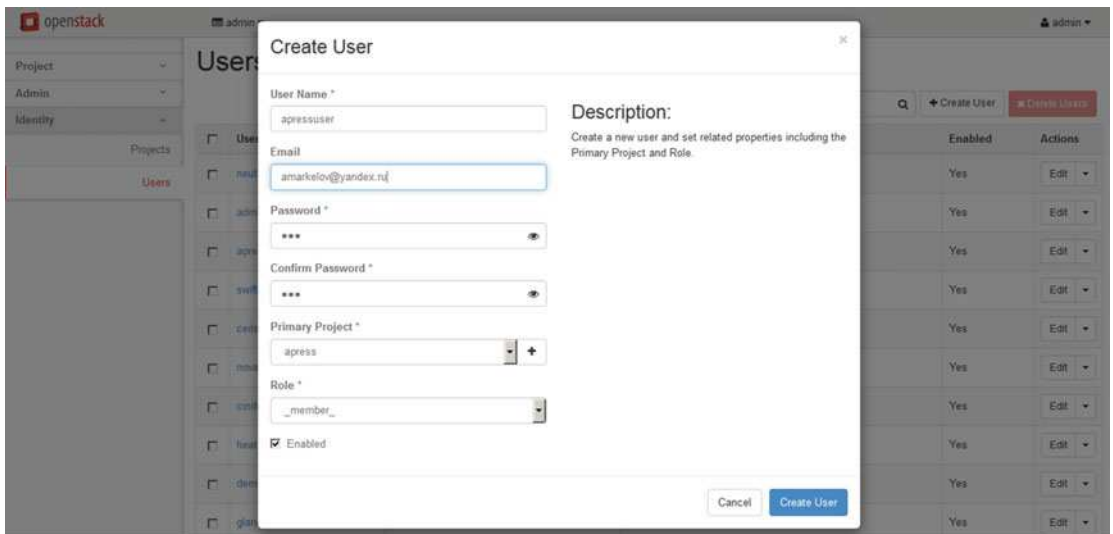 openstack
admin
admin
Project
Admin
Identity
Projects
Users
Users
Create User
Delete Users
User
Enabled
Actions
Yes
Edit
Yes
Edit
Yes
Edit
Yes
Edit
Yes
Edit
Yes
Edit
Yes
Edit
Yes
Edit
Yes
Edit
Yes
Edit
Create User
×
User Name *
apressuser
Email
amarkelov@yandex.ru
Password *
Confirm Password *
Primary Project *
apress
Role *
_member_
Enabled
Description:
Create a new user and set related properties including the
Primary Project and Role.
Cancel
Create User